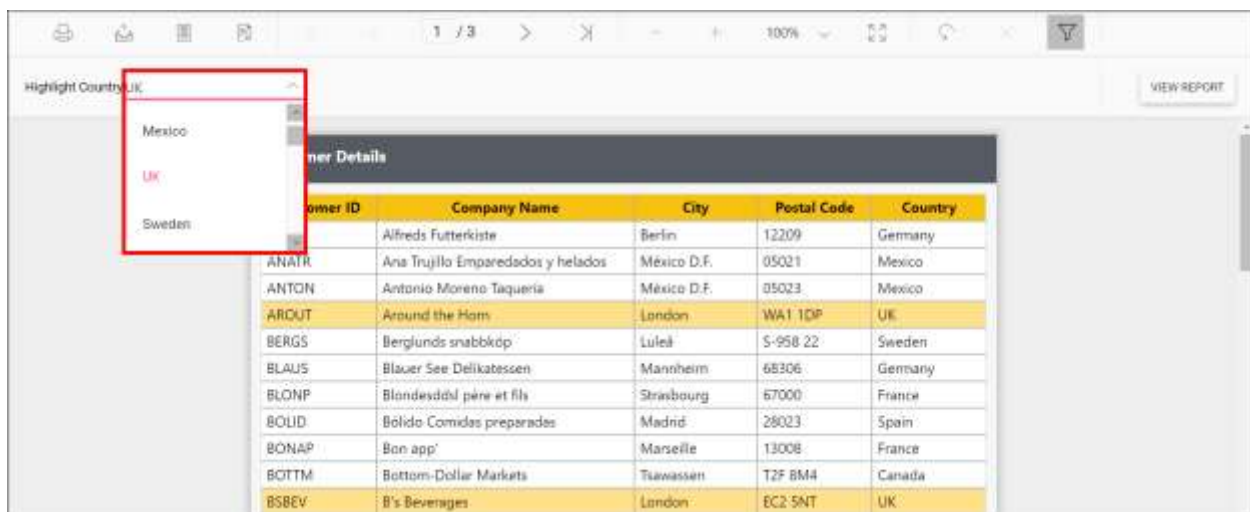 1 / 3 100%
Highlight Country UK VIEW REPORT
Mexico
UK
Sweden
mer Details
omer ID Company Name City Postal Code Country
Alfreds Futterkiste Berlin 12209 Germany
ANATR Ana Trujillo Emparedados y helados México D.F. 05021 Mexico
ANTON Antonio Moreno Taquería México D.F. 05023 Mexico
AROUT Around the Horn London WA1 1DP UK
BERGS Berglunds snabbköp Luleå S-958 22 Sweden
BLAUS Blauer See Delikatessen Mannheim 68306 Germany
BLONP Blondesddsl père et fils Strasbourg 67000 France
BOLID Bólido Comidas preparadas Madrid 28023 Spain
BONAP Bon app' Marseille 13008 France
BOTTM Bottom-Dollar Markets Tsawassen T2F 8M4 Canada
BSBEV B's Beverages London EC2 5NT UK